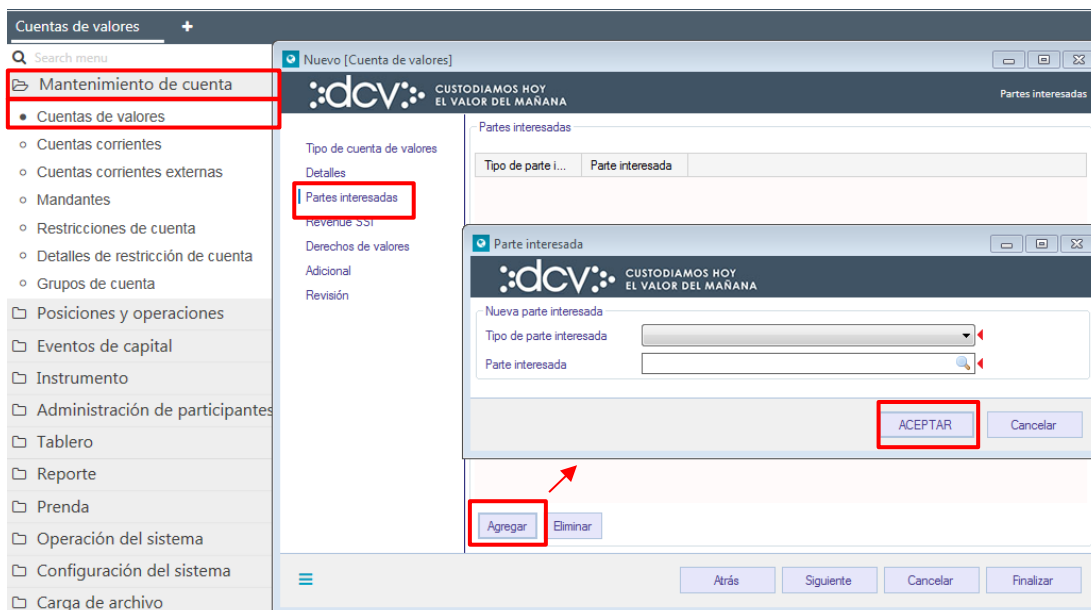 Cuentas de valores +
Search menu
Mantenimiento de cuenta
Cuentas de valores
Cuentas corrientes
Cuentas corrientes externas
Mandantes
Restricciones de cuenta
Detalles de restricción de cuenta
Grupos de cuenta
Posiciones y operaciones
Eventos de capital
Instrumento
Administración de participantes
Tablero
Reporte
Prenda
Operación del sistema
Configuración del sistema
Carga de archivo
Nuevo [Cuenta de valores]
dcv CUSTODIAMOS HOY
EL VALOR DEL MAÑANA
Partes interesadas
Tipo de cuenta de valores
Detalles
Partes interesadas
Revenue SSI
Derechos de valores
Adicional
Revisión
Partes interesadas
Tipo de parte i... Parte interesada
Parte interesada
dcv CUSTODIAMOS HOY
EL VALOR DEL MAÑANA
Nueva parte interesada
Tipo de parte interesada
Parte interesada
ACEPTAR Cancelar
Agregar Eliminar
Atrás Siguiente Cancelar Finalizar